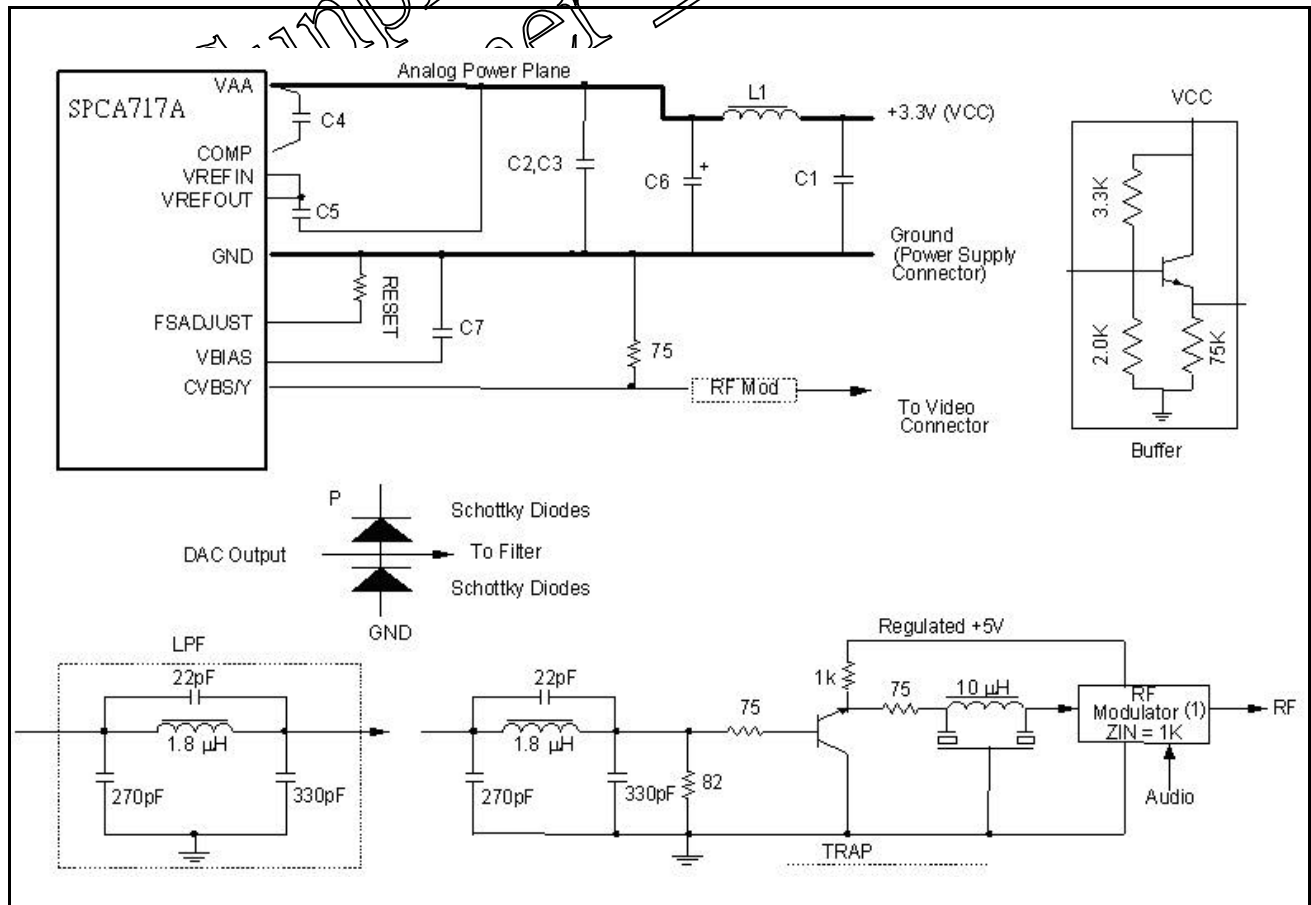 SPCA717A
VAA
COMP
VREFIN
VREFOUT
GND
FSADJUST
VBIAS
CVBS/Y
Analog Power Plane
C4
C5
C2,C3
C6
+
L1
C1
+3.3V (VCC)
Ground
(Power Supply
Connector)
RESET
C7
75
RF Mod
To Video
Connector
VCC
3.3K
2.0K
75K
Buffer
P
Schottky Diodes
DAC Output
To Filter
Schottky Diodes
GND
LPF
22pF
1.8 µH
270pF
330pF
22pF
1.8 µH
270pF
330pF
82
75
Regulated +5V
1k
75
10 µH
RF
Modulator (1)
ZIN = 1K
RF
Audio
TRAP